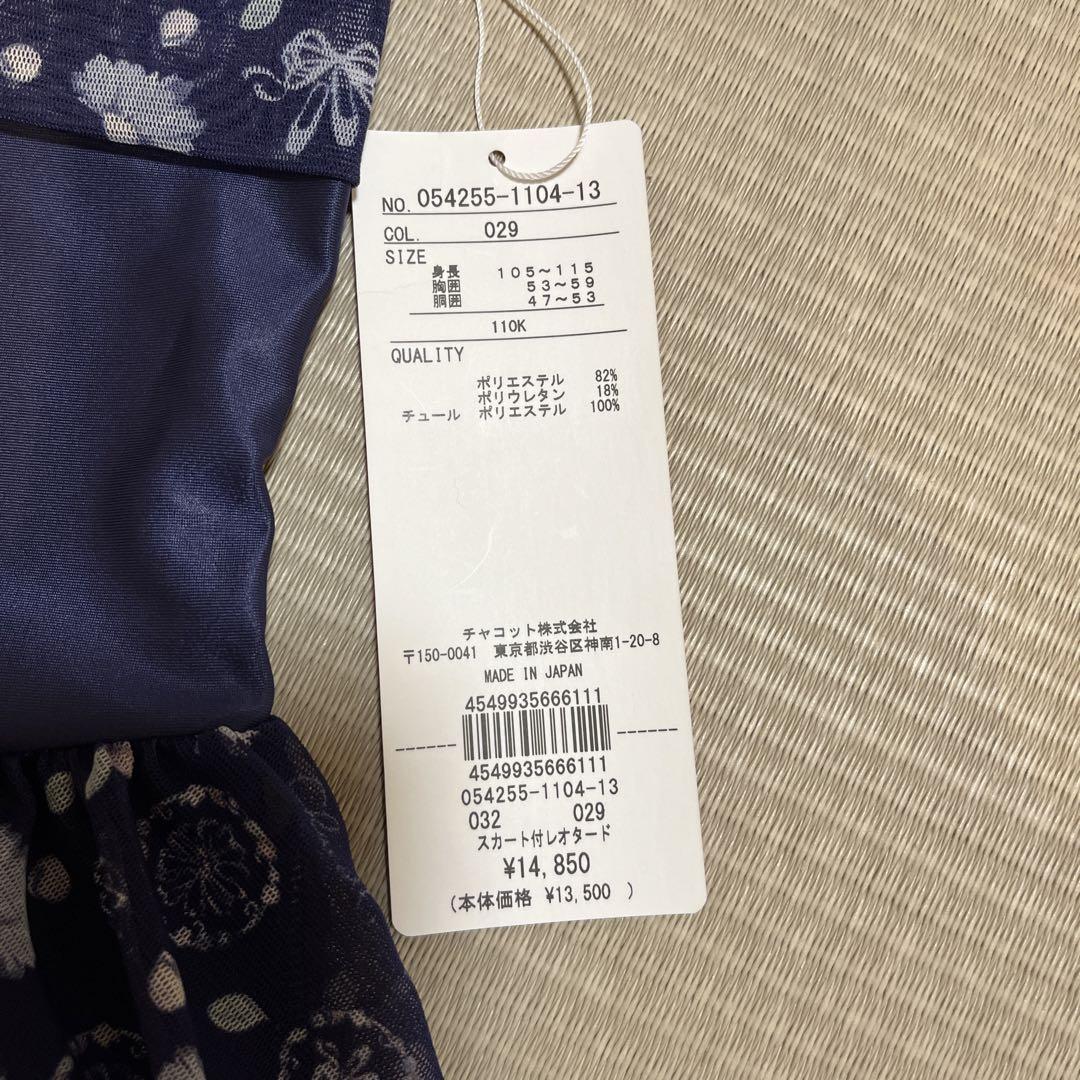 NO. 054255-1104-13
COL. 029
SIZE
身長 105~115
胸囲 53~59
胴囲 47~53
110K
QUALITY
ポリエステル 82%
ポリウレタン 18%
チュール ポリエステル 100%
チャコット株式会社
〒150-0041 東京都渋谷区神南1-20-8
MADE IN JAPAN
4549935666111
4549935666111
054255-1104-13
032 029
スカート付レオタード
¥14,850
(本体価格 ¥13,500 )